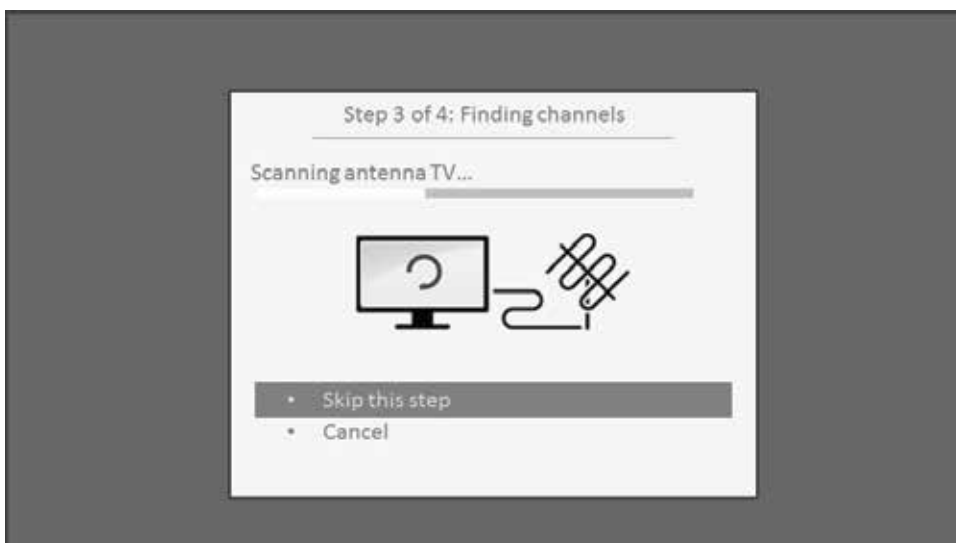 Step 3 of 4: Finding channels
Scanning antenna TV...
• Skip this step
• Cancel